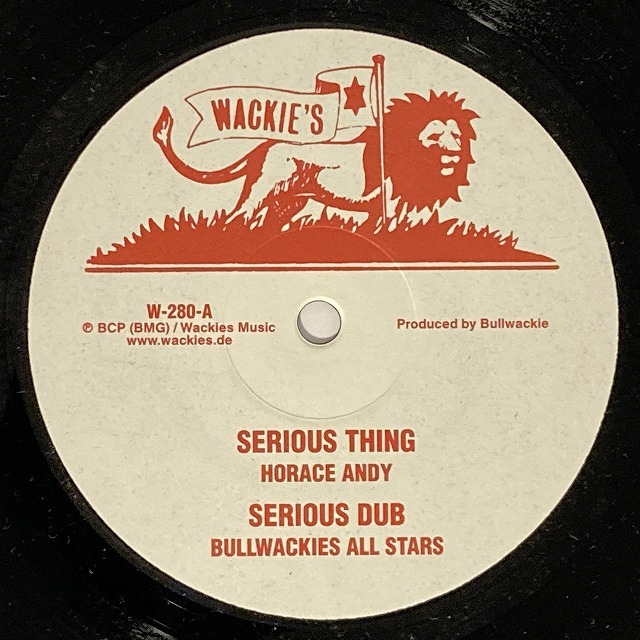 WACKIE'S
W-280-A
℗ BCP (BMG) / Wackies Music
www.wackies.de
Produced by Bullwackie
SERIOUS THING
HORACE ANDY
SERIOUS DUB
BULLWACKIES ALL STARS